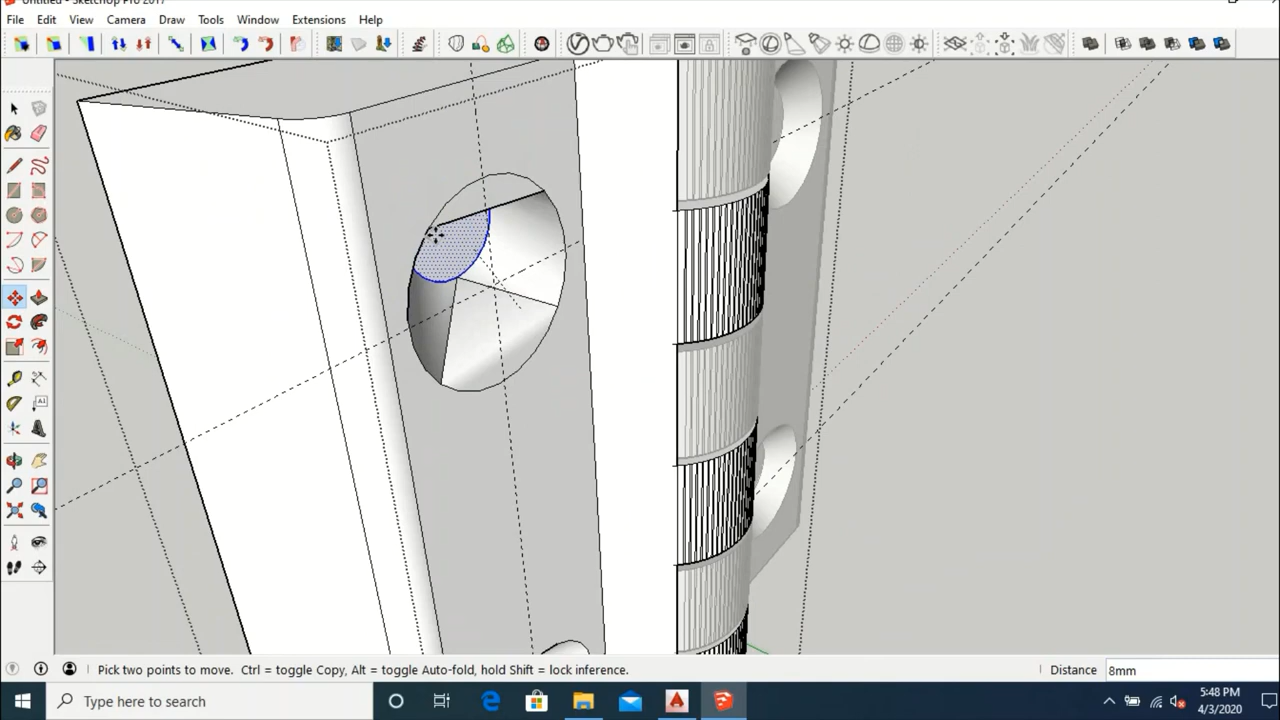 Untitled - SketchUp Pro 2017
File Edit View Camera Draw Tools Window Extensions Help
Pick two points to move. Ctrl = toggle Copy, Alt = toggle Auto-fold, hold Shift = lock inference.
Distance 8mm
Type here to search
5:48 PM
4/3/2020